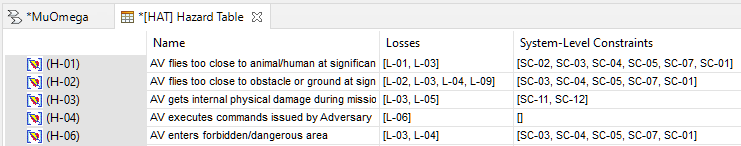 *MuOmega *[HAT] Hazard Table
Name Losses System-Level Constraints
(H-01) AV flies too close to animal/human at significan [L-01, L-03] [SC-02, SC-03, SC-04, SC-05, SC-07, SC-01]
(H-02) AV flies too close to obstacle or ground at sign [L-02, L-03, L-04, L-09] [SC-03, SC-04, SC-05, SC-07, SC-01]
(H-03) AV gets internal physical damage during missio [L-03, L-05] [SC-11, SC-12]
(H-04) AV executes commands issued by Adversary [L-06] []
(H-06) AV enters forbidden/dangerous area [L-03, L-04] [SC-03, SC-04, SC-05, SC-07, SC-01]